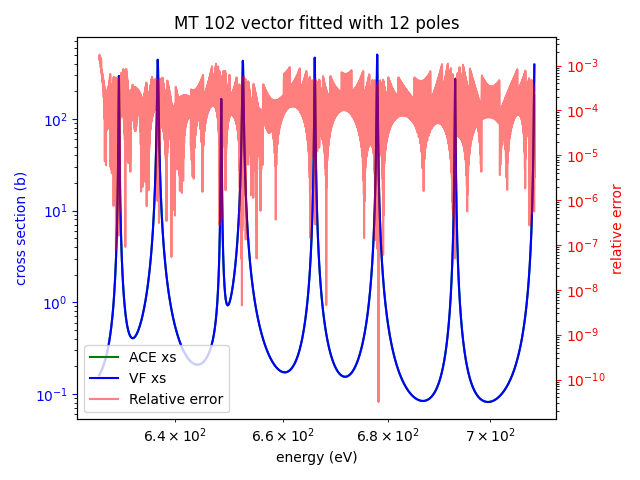 MT 102 vector fitted with 12 poles
cross section (b)
10²
10¹
10⁰
10⁻¹
10⁻³
10⁻⁴
10⁻⁵
10⁻⁶
10⁻⁷
10⁻⁸
10⁻⁹
10⁻¹⁰
relative error
ACE xs
VF xs
Relative error
6.4 × 10² 6.6 × 10² 6.8 × 10² 7 × 10²
energy (eV)